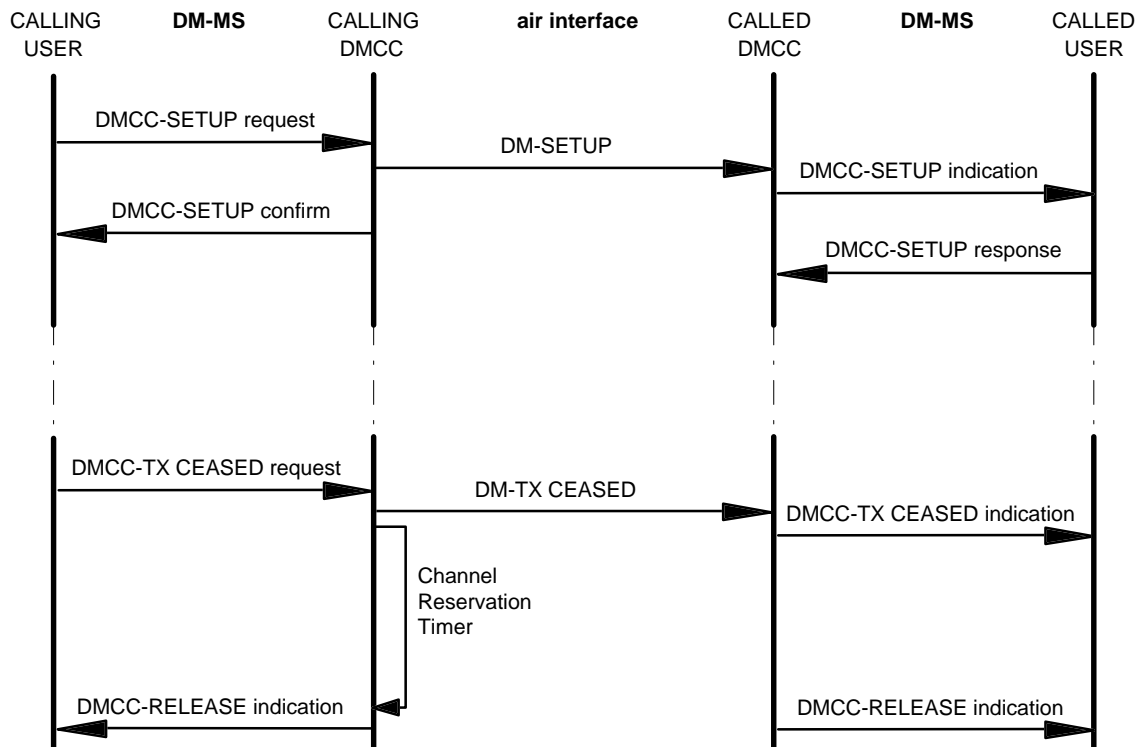 CALLING
USER
DM-MS
CALLING
DMCC
air interface
CALLED
DMCC
DM-MS
CALLED
USER
DMCC-SETUP request
DM-SETUP
DMCC-SETUP indication
DMCC-SETUP confirm
DMCC-SETUP response
DMCC-TX CEASED request
DM-TX CEASED
DMCC-TX CEASED indication
Channel
Reservation
Timer
DMCC-RELEASE indication
DMCC-RELEASE indication